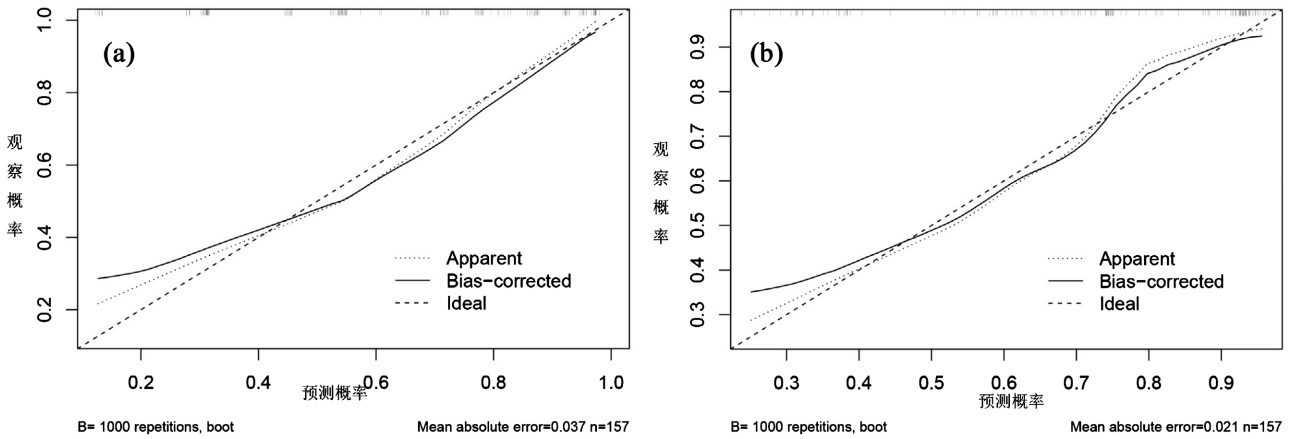 (a)
1.0
0.8
0.6
0.4
0.2
观察概率
Apparent
Bias-corrected
Ideal
0.2 0.4 0.6 0.8 1.0
预测概率
B= 1000 repetitions, boot
Mean absolute error=0.037 n=157
(b)
0.9
0.8
0.7
0.6
0.5
0.4
0.3
观察概率
Apparent
Bias-corrected
Ideal
0.3 0.4 0.5 0.6 0.7 0.8 0.9
预测概率
B= 1000 repetitions, boot
Mean absolute error=0.021 n=157